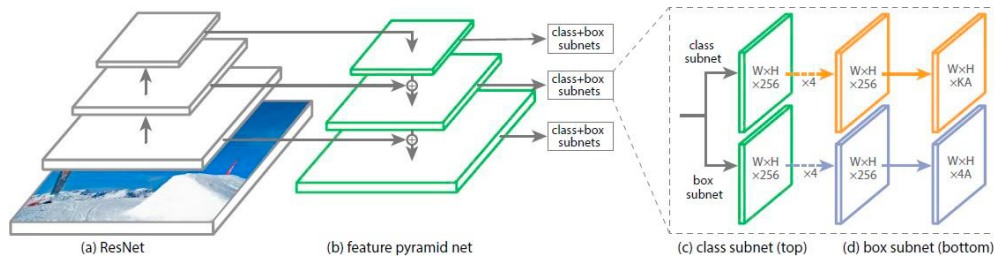 class+box
subnets
class+box
subnets
class+box
subnets
class
subnet
W×H
×256
×4
W×H
×256
W×H
×KA
box
subnet
W×H
×256
×4
W×H
×256
W×H
×4A
(a) ResNet
(b) feature pyramid net
(c) class subnet (top)
(d) box subnet (bottom)